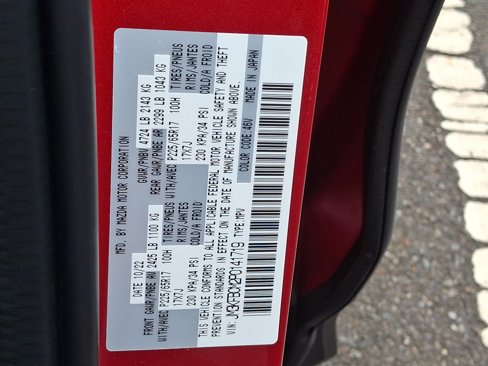 MFD. BY MAZDA MOTOR CORPORATION
DATE 10/22 GVWR/PNBV 4724 LB 2143 KG
FRONT GAWR/PNBE AV 2425 LB 1100 KG REAR GAWR/PNBE AR 2299 LB 1043 KG
WITH/AVEC P225/65R17 100H TIRES/PNEUS WITH/AVEC P225/65R17 100H TIRES/PNEUS
17X7J RIMS/JANTES 17X7J RIMS/JANTES
230 KPA/34 PSI COLD/A FROID 230 KPA/34 PSI COLD/A FROID
THIS VEHICLE CONFORMS TO ALL APPLICABLE FEDERAL MOTOR VEHICLE SAFETY AND THEFT
PREVENTION STANDARDS IN EFFECT ON THE DATE OF MANUFACTURE SHOWN ABOVE.
VIN: TYPE:MPV COLOR CODE:46V MADE IN JAPAN